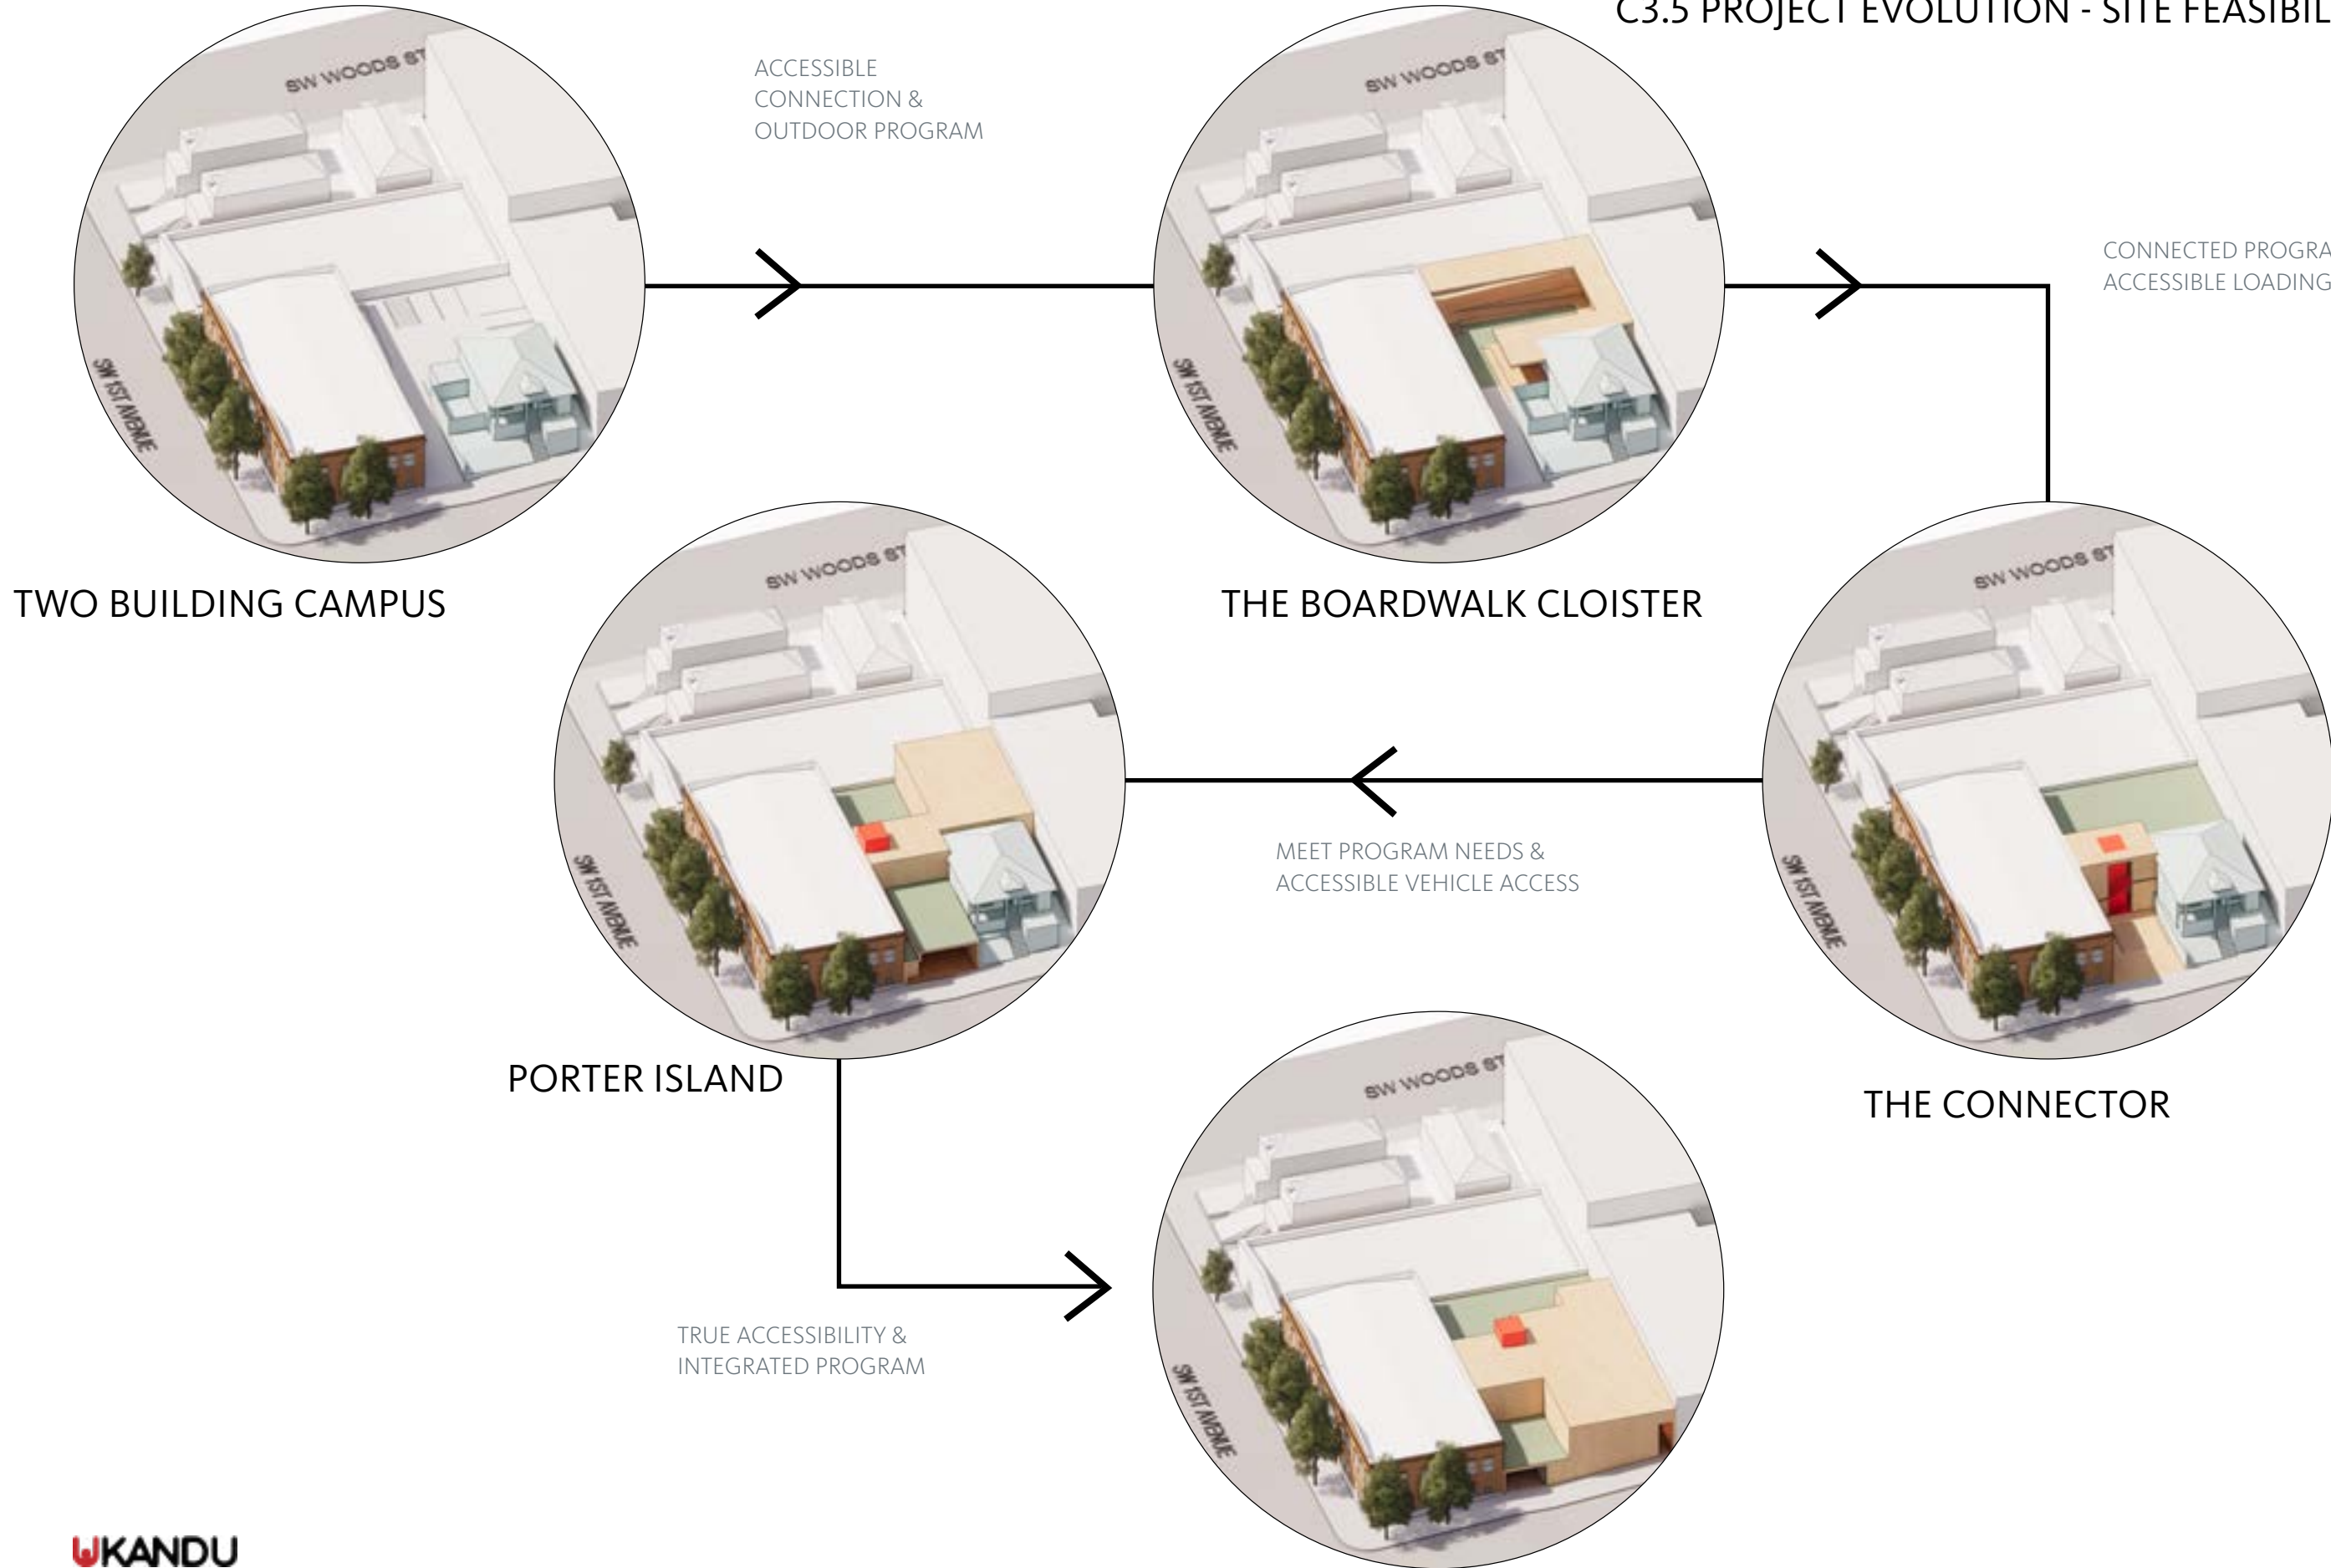 C3.5 PROJECT EVOLUTION - SITE FEASIBIL
SW WOODS ST
SW 1ST AVENUE
TWO BUILDING CAMPUS
ACCESSIBLE
CONNECTION &
OUTDOOR PROGRAM
SW WOODS ST
SW 1ST AVENUE
THE BOARDWALK CLOISTER
CONNECTED PROGRA
ACCESSIBLE LOADING
SW WOODS ST
SW 1ST AVENUE
THE CONNECTOR
MEET PROGRAM NEEDS &
ACCESSIBLE VEHICLE ACCESS
SW WOODS ST
SW 1ST AVENUE
PORTER ISLAND
TRUE ACCESSIBILITY &
INTEGRATED PROGRAM
SW WOODS ST
SW 1ST AVENUE
WKANDU